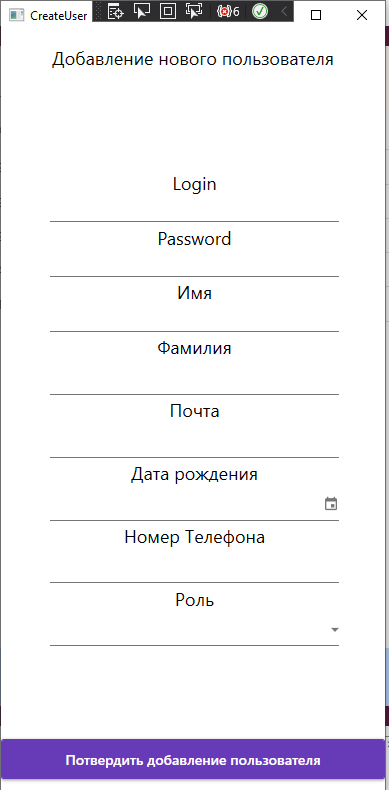 CreateUser
6
Добавление нового пользователя
Login
Password
Имя
Фамилия
Почта
Дата рождения
Номер Телефона
Роль
Потвердить добавление пользователя